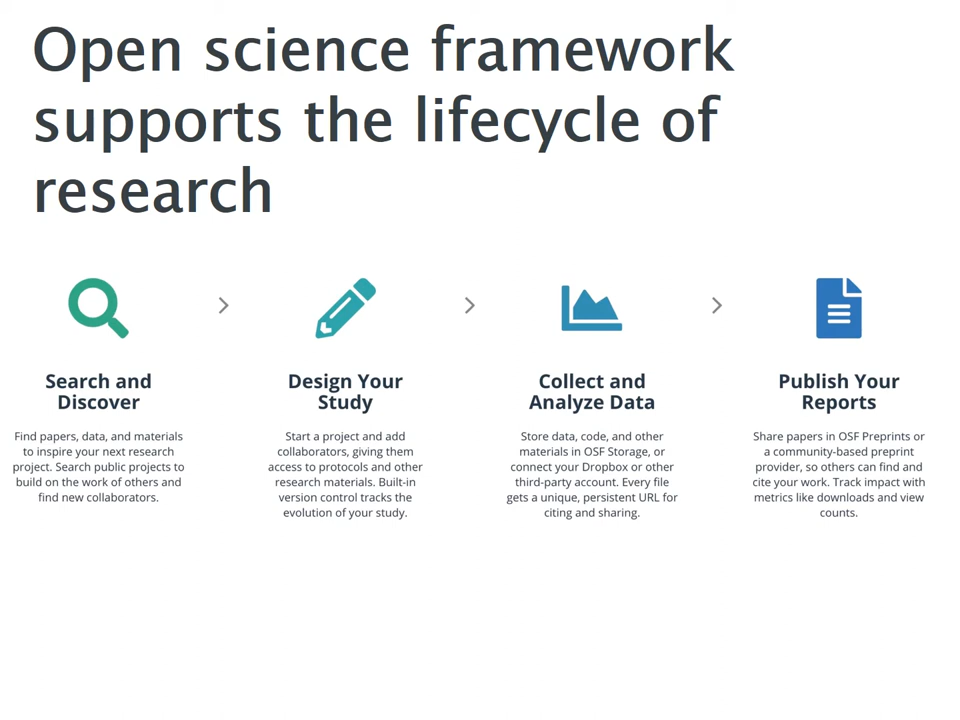 Open science framework
supports the lifecycle of
research
Search and
Discover
Find papers, data, and materials
to inspire your next research
project. Search public projects to
build on the work of others and
find new collaborators.
Design Your
Study
Start a project and add
collaborators, giving them
access to protocols and other
research materials. Built-in
version control tracks the
evolution of your study.
Collect and
Analyze Data
Store data, code, and other
materials in OSF Storage, or
connect your Dropbox or other
third-party account. Every file
gets a unique, persistent URL for
citing and sharing.
Publish Your
Reports
Share papers in OSF Preprints or
a community-based preprint
provider, so others can find and
cite your work. Track impact with
metrics like downloads and view
counts.